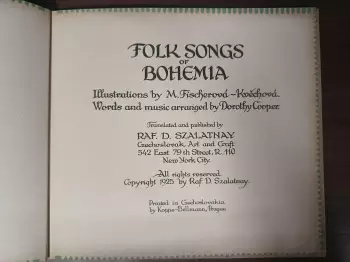 FOLK SONGS
OF
BOHEMIA
Illustrations by M. Fischerová-Kvěchová.
Words and music arranged by Dorothy Cooper.
Translated and published by
RAF. D. SZALATNAY
Czechoslovak Art and Craft
542 East 79th Street, R. 110
New York City.
All rights reserved.
Copyright 1925 by Raf D. Szalatnay.
Printed in Czechoslovakia
by Koppe-Bellmann, Prague